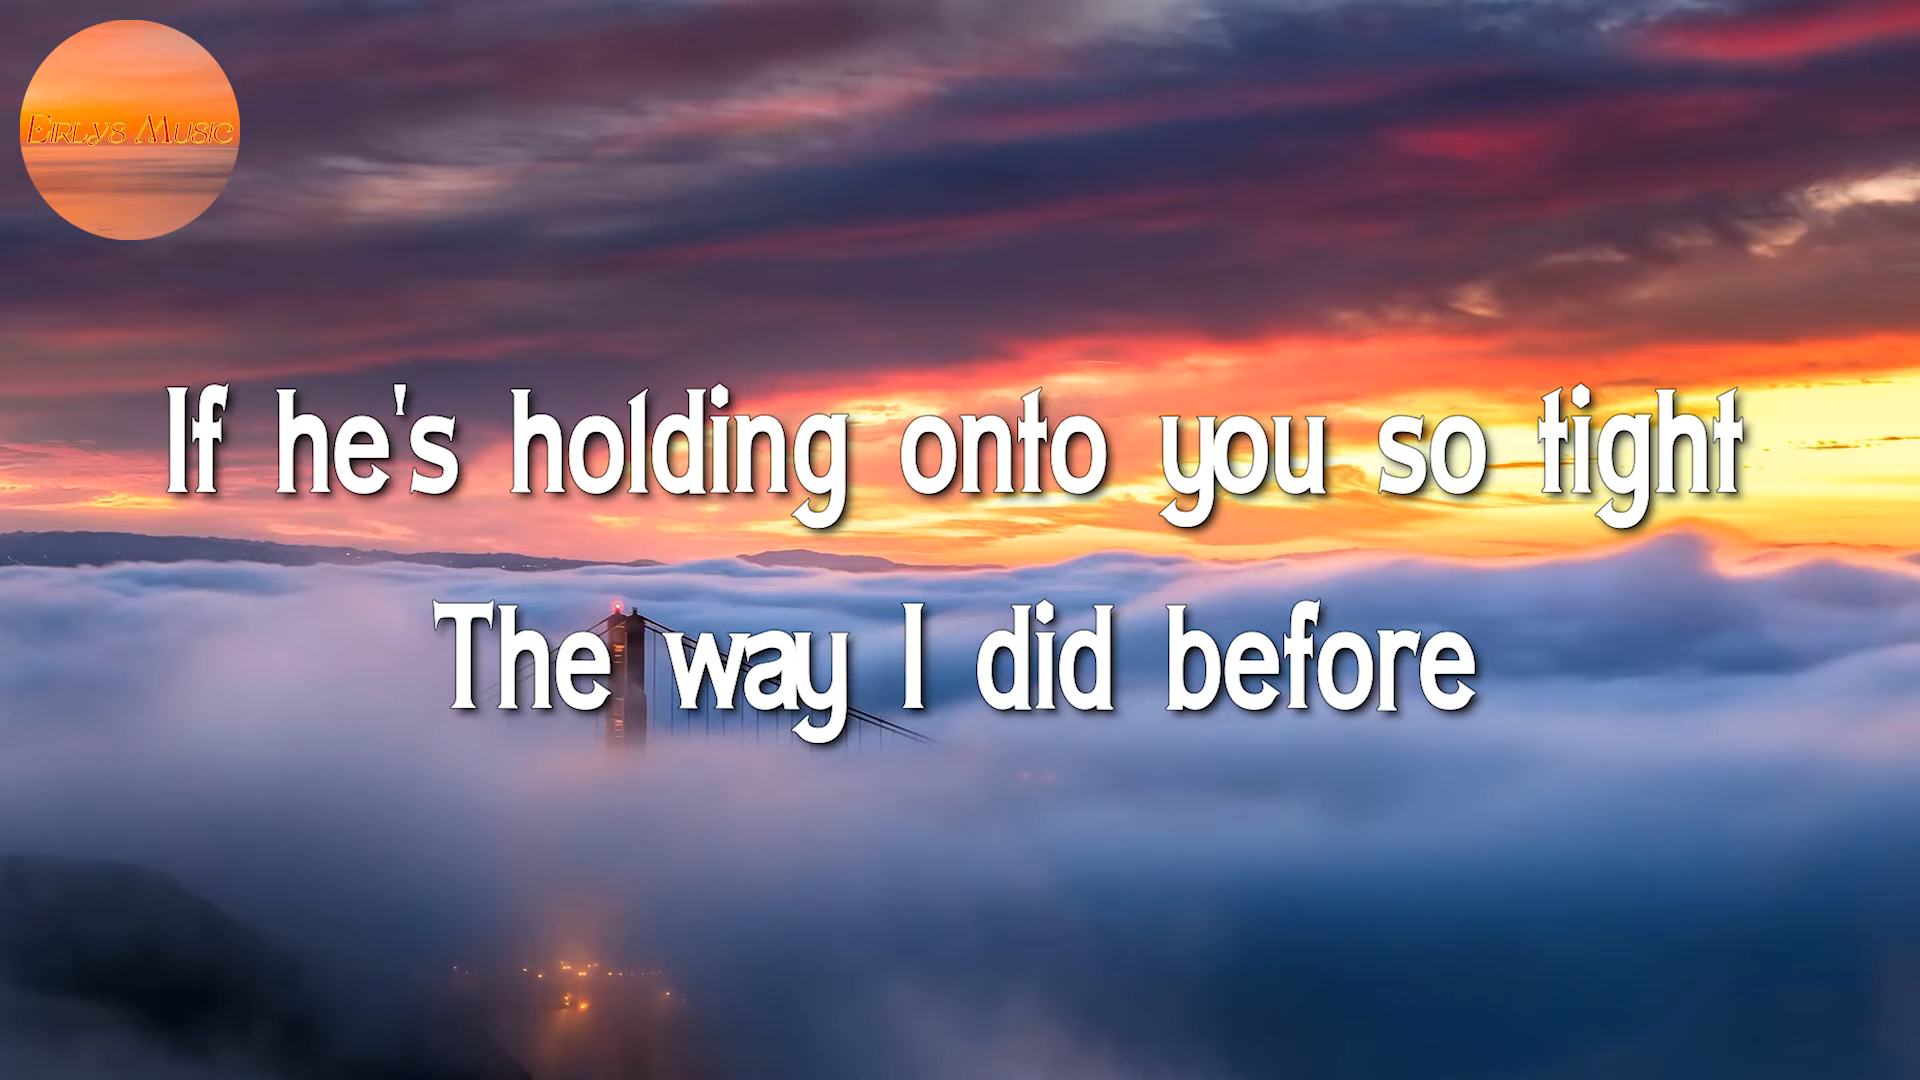 Eirlys Music
If he's holding onto you so tight
The way I did before